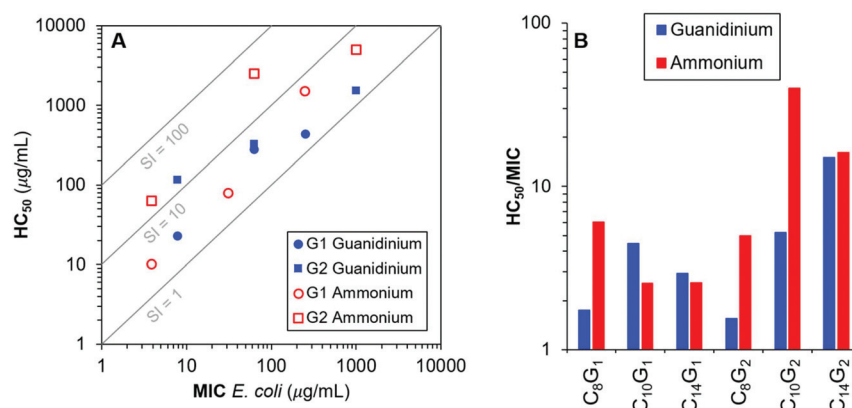 A
10000
1000
100
10
1
HC₅₀ (μg/mL)
SI = 100
SI = 10
SI = 1
G1 Guanidinium
G2 Guanidinium
G1 Ammonium
G2 Ammonium
1 10 100 1000 10000
MIC E. coli (μg/mL)
B
Guanidinium
Ammonium
100
10
1
HC₅₀/MIC
C₈G₁
C₁₀G₁
C₁₄G₁
C₈G₂
C₁₀G₂
C₁₄G₂